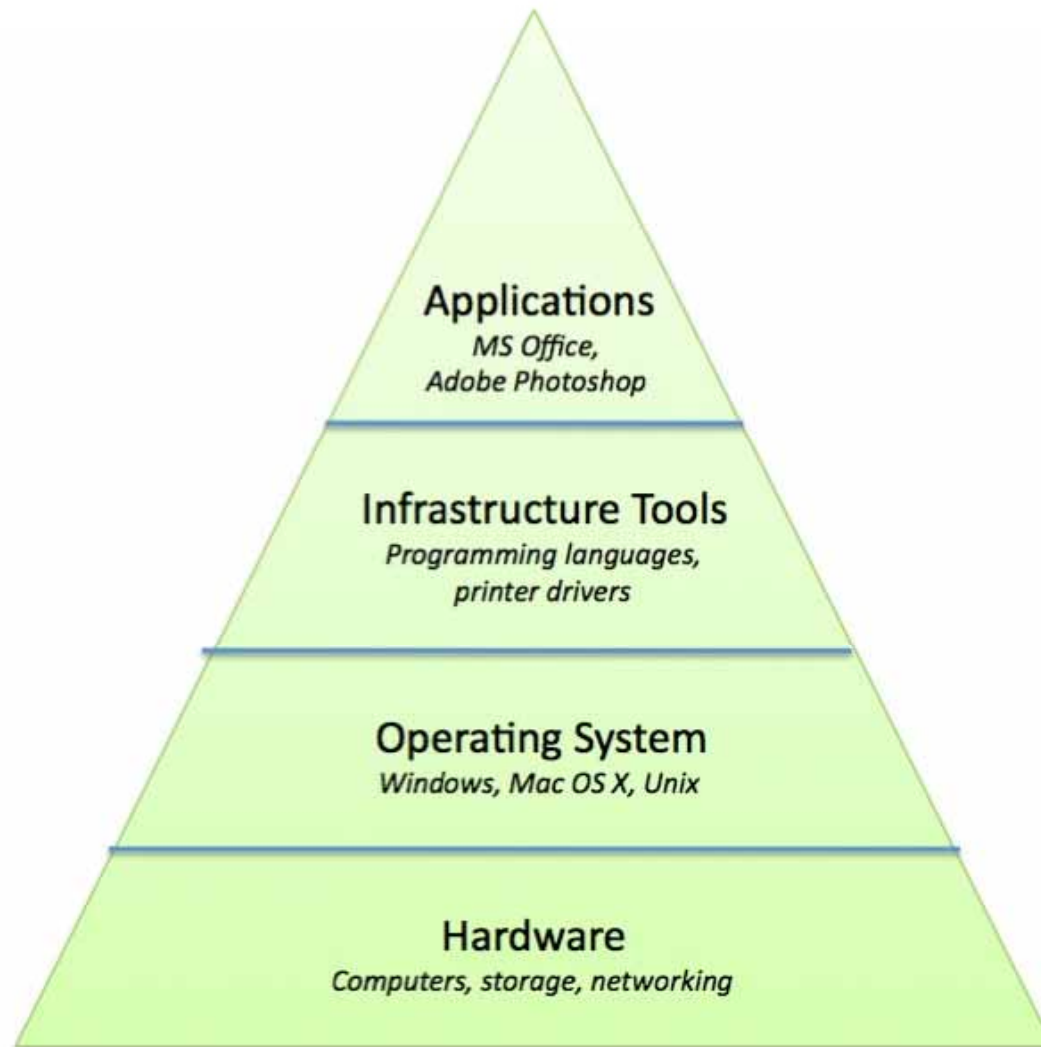 Applications
MS Office,
Adobe Photoshop
Infrastructure Tools
Programming languages,
printer drivers
Operating System
Windows, Mac OS X, Unix
Hardware
Computers, storage, networking